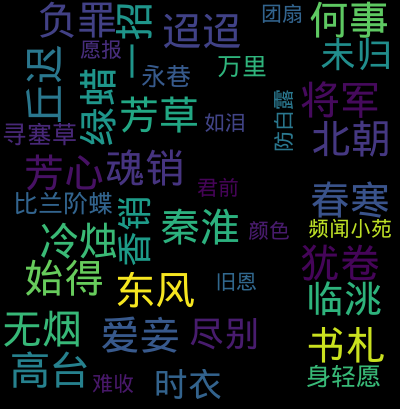 负罪
一招
迢迢
团扇
何事
愿报
未归
丘迟
绿蜡
永巷
万里
将军
芳草
如泪
防白露
寻塞草
北朝
芳心
魂销
君前
春寒
比兰阶蝶
香销
秦淮
颜色
频闻小苑
冷烛
犹卷
始得
东风
旧恩
临洮
无烟
爱妾
尽别
书札
高台
难收
时衣
身轻愿